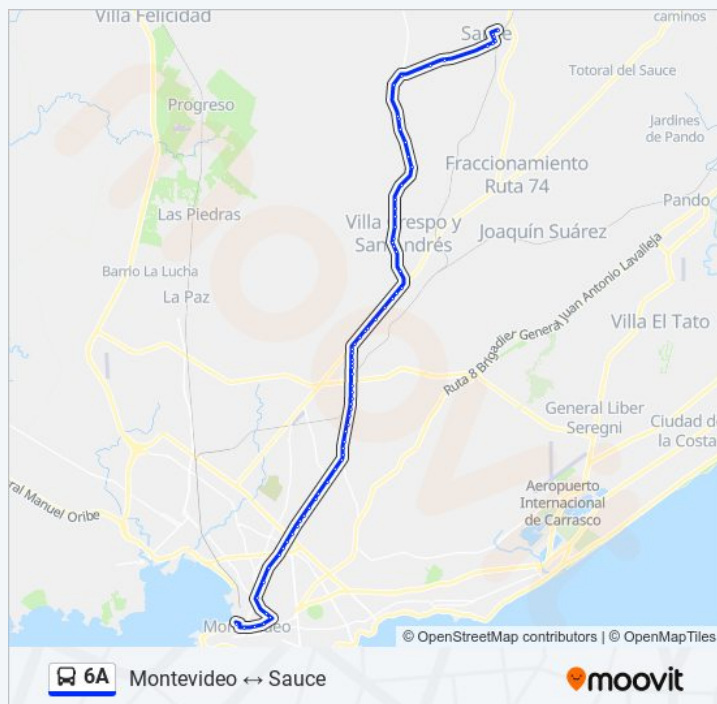 Villa Felicidad
Sauce
caminos
Totoral del Sauce
Progreso
Jardines
de Pando
Fraccionamiento
Ruta 74
Pando
Las Piedras
Villa Crespo y
San Andrés
Joaquín Suárez
Barrio La Lucha
La Paz
Ruta 8 Brigadier General Juan Antonio Lavalleja
Villa El Tato
General Liber
Seregni
Ciudad de
la Costa
Aeropuerto
Internacional
de Carrasco
ral Manuel Oribe
Montevideo
© OpenStreetMap contributors | © OpenMapTiles
6A
Montevideo ↔ Sauce
moovit